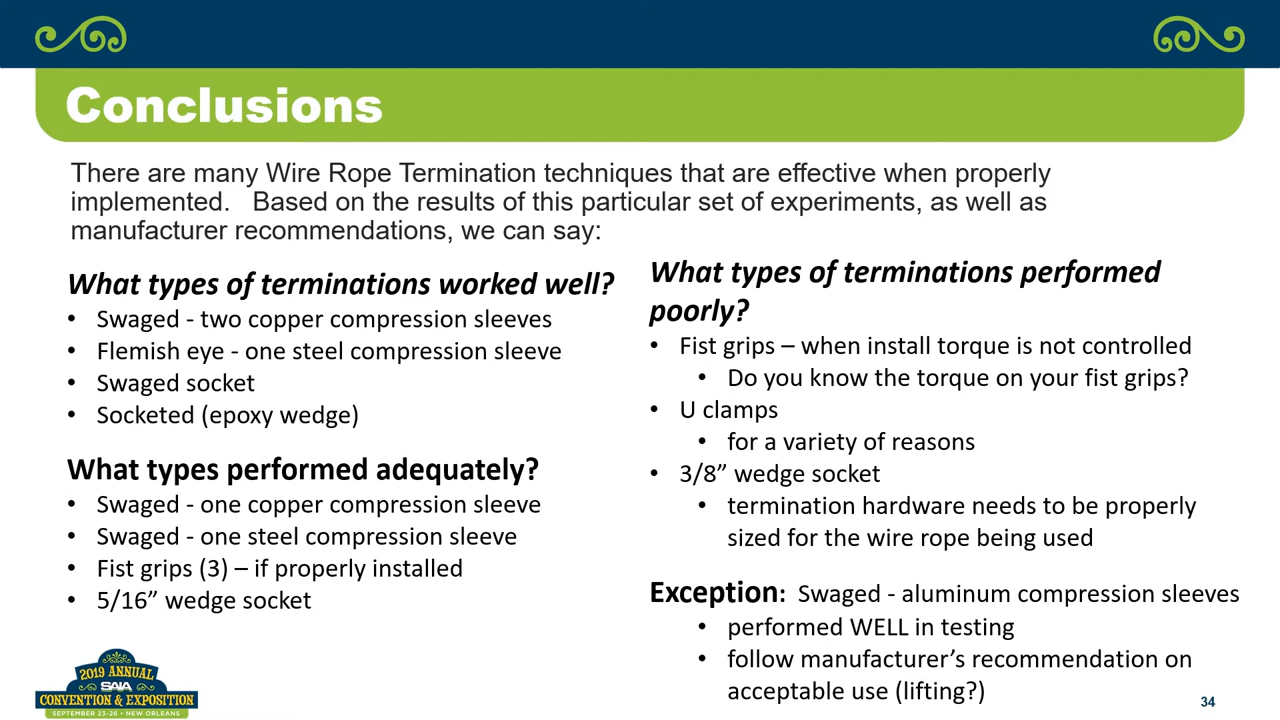 Conclusions
There are many Wire Rope Termination techniques that are effective when properly
implemented.   Based on the results of this particular set of experiments, as well as
manufacturer recommendations, we can say:
What types of terminations worked well?
• Swaged - two copper compression sleeves
• Flemish eye - one steel compression sleeve
• Swaged socket
• Socketed (epoxy wedge)
What types performed adequately?
• Swaged - one copper compression sleeve
• Swaged - one steel compression sleeve
• Fist grips (3) – if properly installed
• 5/16” wedge socket
What types of terminations performed
poorly?
• Fist grips – when install torque is not controlled
• Do you know the torque on your fist grips?
• U clamps
• for a variety of reasons
• 3/8” wedge socket
• termination hardware needs to be properly
sized for the wire rope being used
Exception:  Swaged - aluminum compression sleeves
• performed WELL in testing
• follow manufacturer’s recommendation on
acceptable use (lifting?)
2019 ANNUAL
SAIA
CONVENTION & EXPOSITION
SEPTEMBER 23-26 • NEW ORLEANS
34